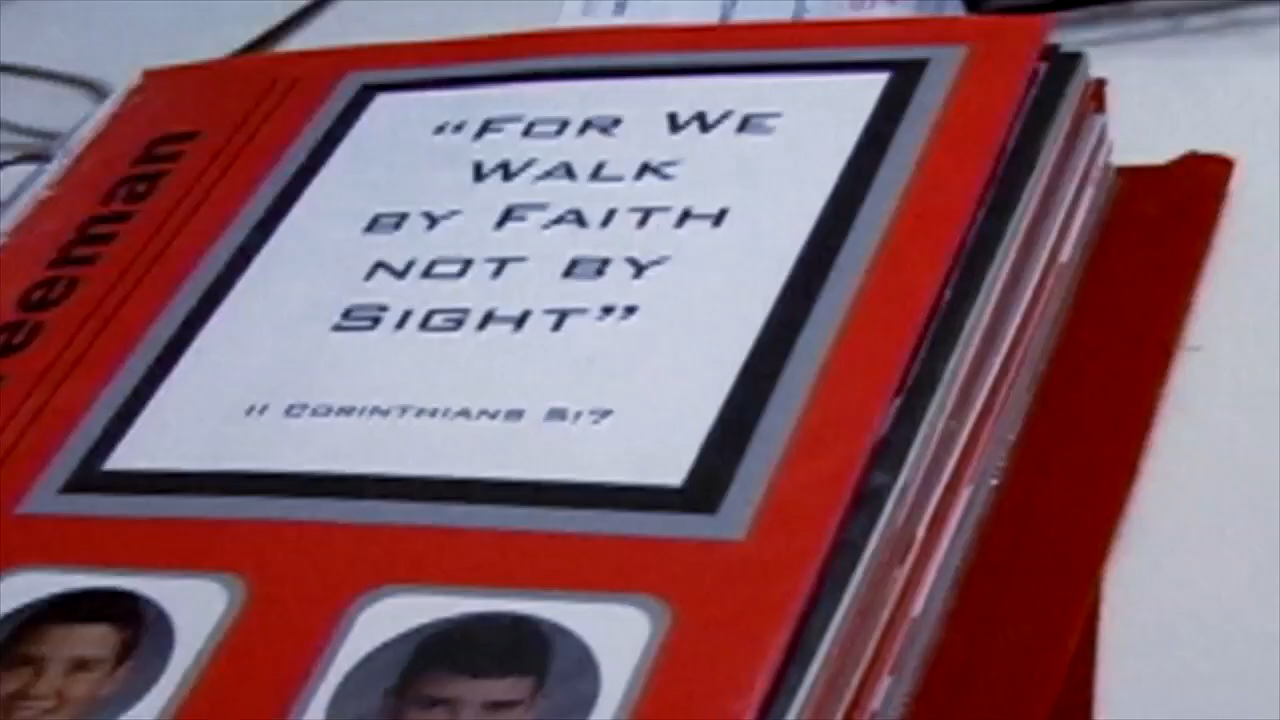 eeman
“FOR WE
WALK
BY FAITH
NOT BY
SIGHT”
II CORINTHIANS 5:7